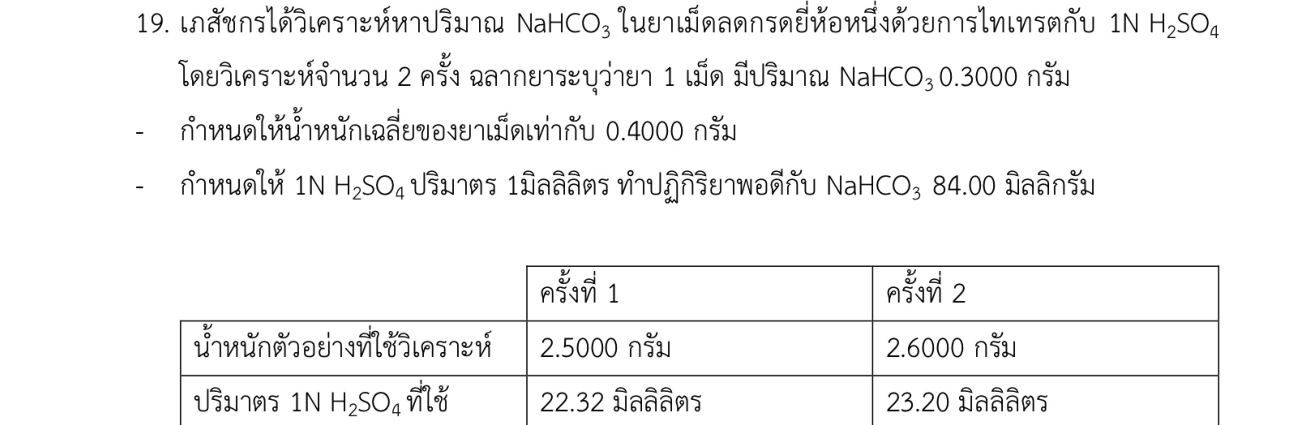 19. เภสัชกรได้วิเคราะห์หาปริมาณ NaHCO₃ ในยาเม็ดลดกรดยี่ห้อหนึ่งด้วยการไทเทรตกับ 1N H₂SO₄
โดยวิเคราะห์จำนวน 2 ครั้ง ฉลากยาระบุว่ายา 1 เม็ด มีปริมาณ NaHCO₃ 0.3000 กรัม
- กำหนดให้น้ำหนักเฉลี่ยของยาเม็ดเท่ากับ 0.4000 กรัม
- กำหนดให้ 1N H₂SO₄ ปริมาตร 1มิลลิลิตร ทำปฏิกิริยาพอดีกับ NaHCO₃ 84.00 มิลลิกรัม
ครั้งที่ 1 ครั้งที่ 2
น้ำหนักตัวอย่างที่ใช้วิเคราะห์ 2.5000 กรัม 2.6000 กรัม
ปริมาตร 1N H₂SO₄ ที่ใช้ 22.32 มิลลิลิตร 23.20 มิลลิลิตร